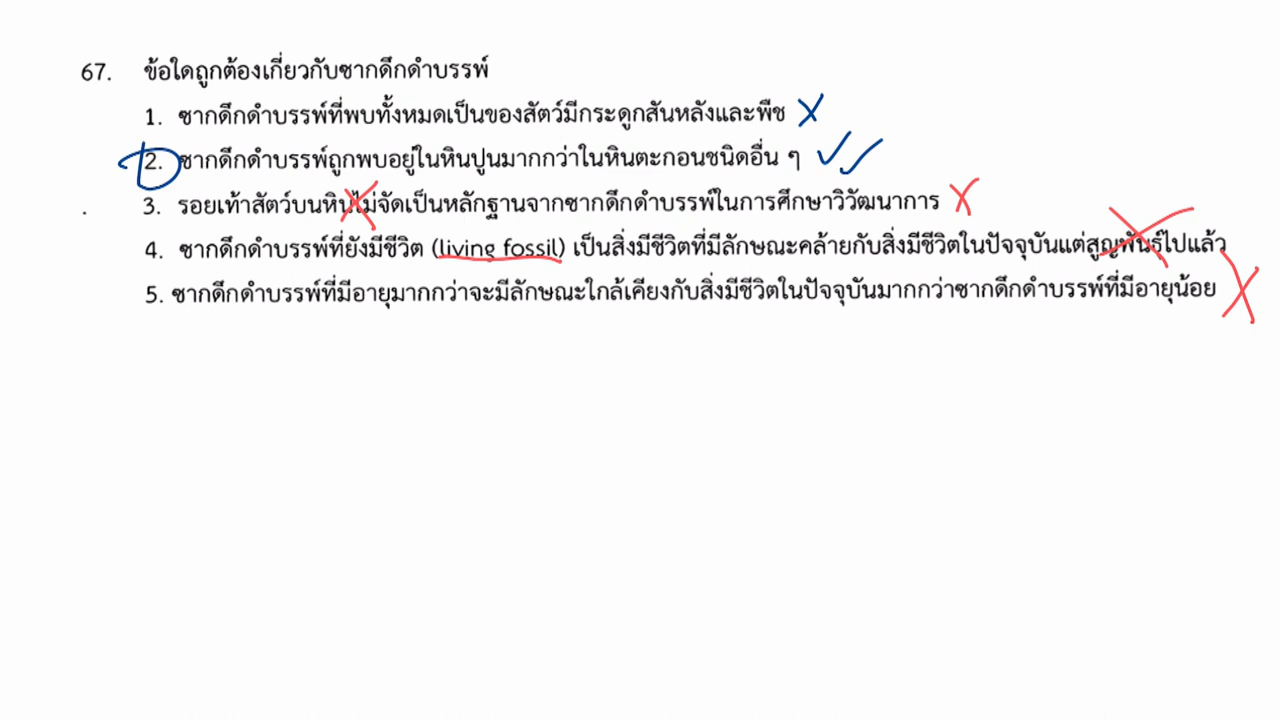 67. ข้อใดถูกต้องเกี่ยวกับซากดึกดำบรรพ์
1. ซากดึกดำบรรพ์ที่พบทั้งหมดเป็นของสัตว์มีกระดูกสันหลังและพืช
2. ซากดึกดำบรรพ์ถูกพบอยู่ในหินปูนมากกว่าในหินตะกอนชนิดอื่น ๆ
3. รอยเท้าสัตว์บนหินไม่จัดเป็นหลักฐานจากซากดึกดำบรรพ์ในการศึกษาวิวัฒนาการ
4. ซากดึกดำบรรพ์ที่ยังมีชีวิต (living fossil) เป็นสิ่งมีชีวิตที่มีลักษณะคล้ายกับสิ่งมีชีวิตในปัจจุบันแต่สูญพันธุ์ไปแล้ว
5. ซากดึกดำบรรพ์ที่มีอายุมากกว่าจะมีลักษณะใกล้เคียงกับสิ่งมีชีวิตในปัจจุบันมากกว่าซากดึกดำบรรพ์ที่มีอายุน้อย